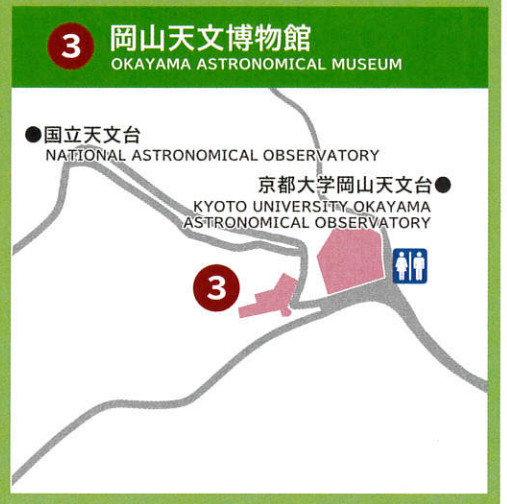 3 岡山天文博物館
OKAYAMA ASTRONOMICAL MUSEUM
●国立天文台
NATIONAL ASTRONOMICAL OBSERVATORY
京都大学岡山天文台●
KYOTO UNIVERSITY OKAYAMA
ASTRONOMICAL OBSERVATORY
3